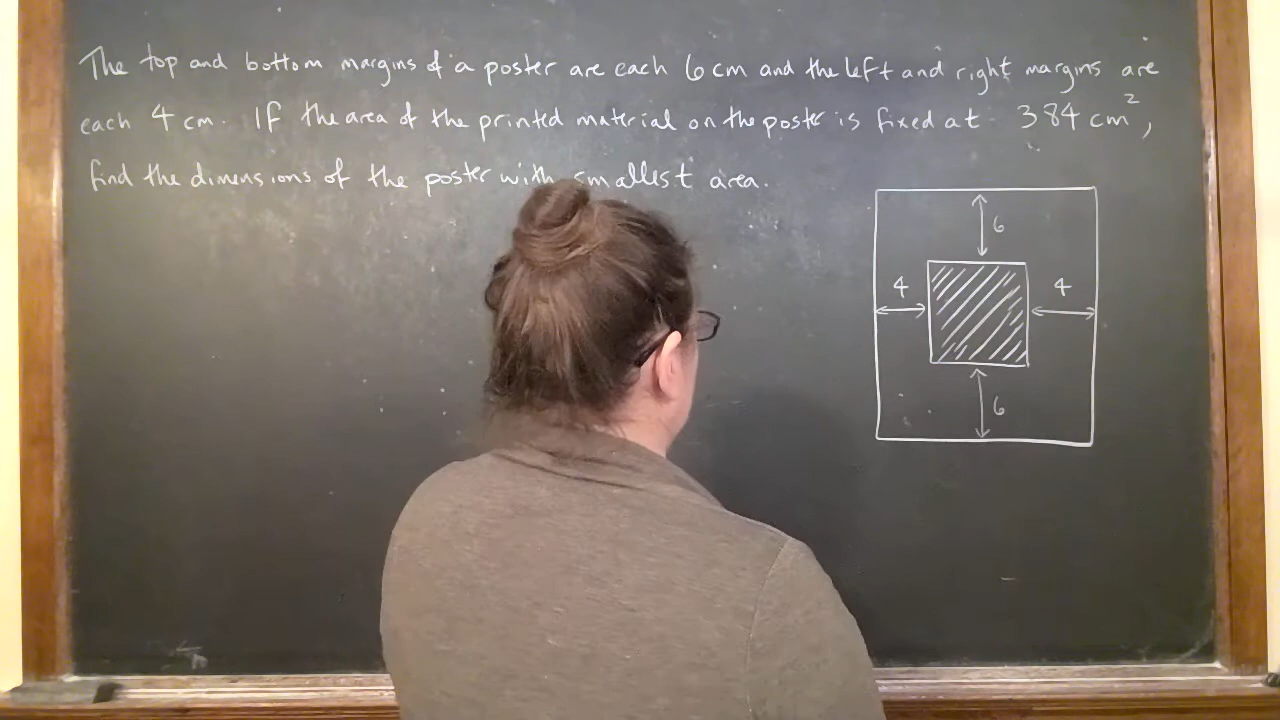 The top and bottom margins of a poster are each 6 cm and the left and right margins are
each 4 cm. If the area of the printed material on the poster is fixed at 384 cm²,
find the dimensions of the poster with smallest area.
6
4 4
6